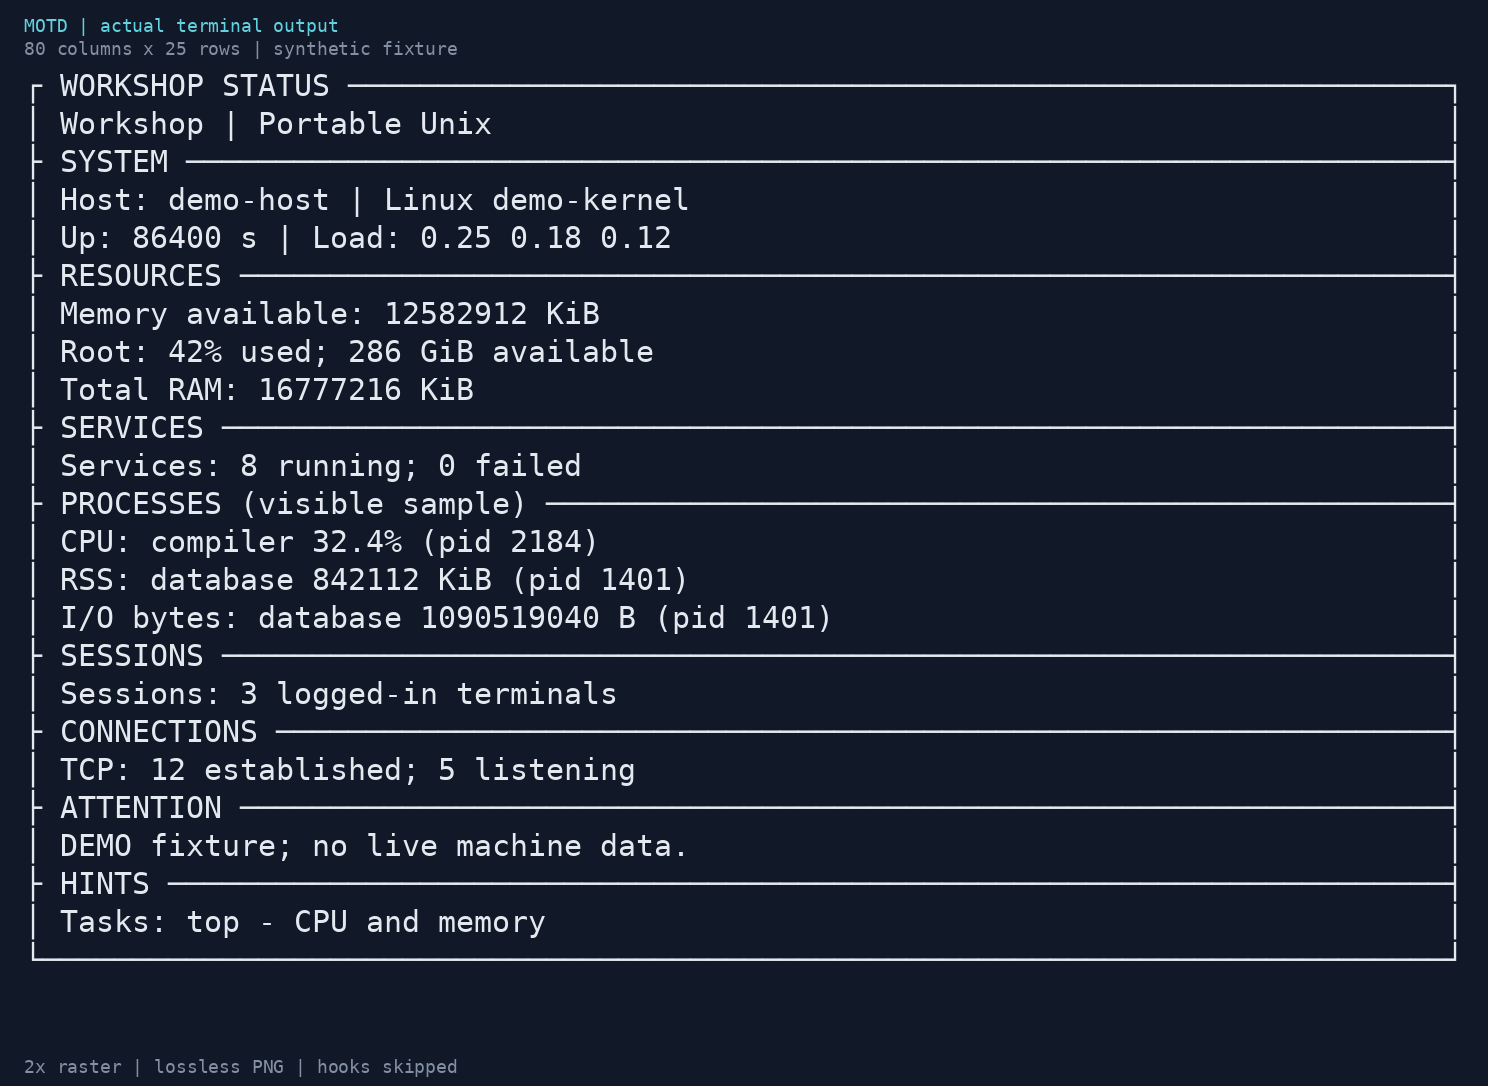 MOTD | actual terminal output
80 columns x 25 rows | synthetic fixture
WORKSHOP STATUS
Workshop | Portable Unix
SYSTEM
Host: demo-host | Linux demo-kernel
Up: 86400 s | Load: 0.25 0.18 0.12
RESOURCES
Memory available: 12582912 KiB
Root: 42% used; 286 GiB available
Total RAM: 16777216 KiB
SERVICES
Services: 8 running; 0 failed
PROCESSES (visible sample)
CPU: compiler 32.4% (pid 2184)
RSS: database 842112 KiB (pid 1401)
I/O bytes: database 1090519040 B (pid 1401)
SESSIONS
Sessions: 3 logged-in terminals
CONNECTIONS
TCP: 12 established; 5 listening
ATTENTION
DEMO fixture; no live machine data.
HINTS
Tasks: top - CPU and memory
2x raster | lossless PNG | hooks skipped